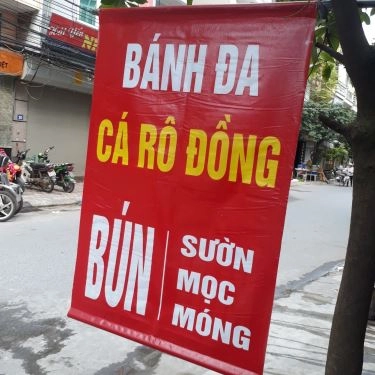 BÁNH ĐA
CÁ RÔ ĐỒNG
BÚN
SƯỜN
MỌC
MÓNG